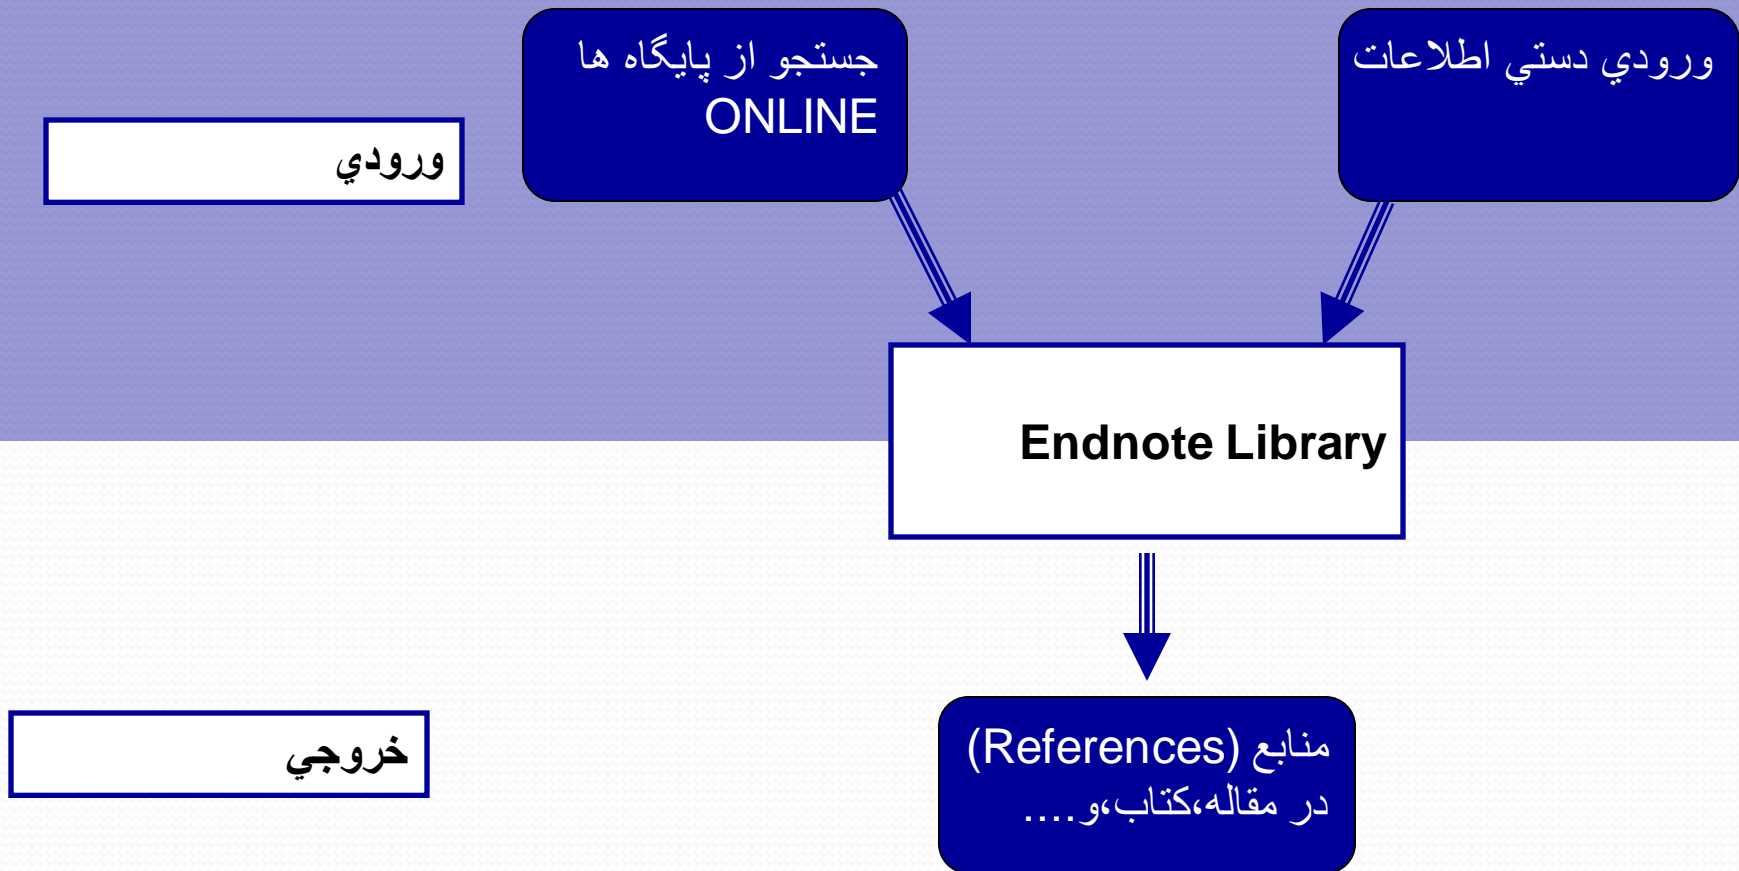 ورودي دستي اطلاعات
جستجو از پايگاه ها
ONLINE
ورودي
Endnote Library
منابع (References)
در مقاله،كتاب،و....
خروجي